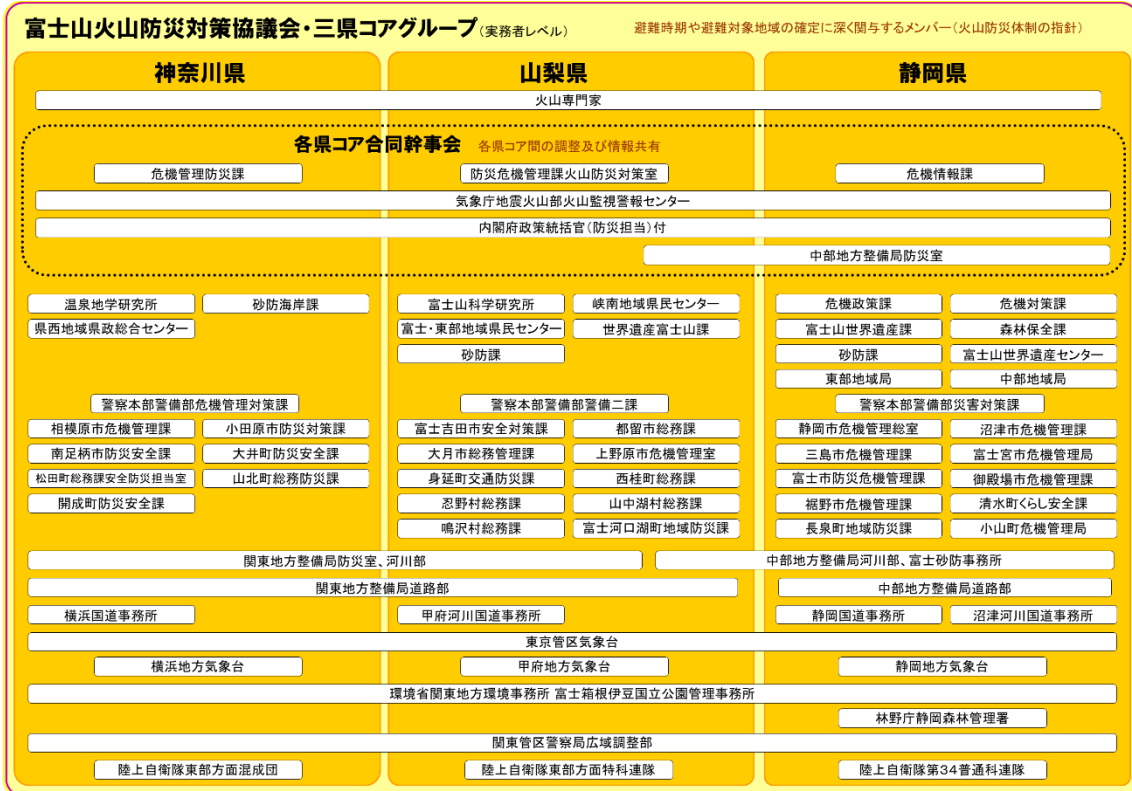 富士山火山防災対策協議会・三県コアグループ(実務者レベル) 避難時期や避難対象地域の確定に深く関与するメンバー(火山防災体制の指針)
神奈川県 山梨県 静岡県
火山専門家
各県コア合同幹事会 各県コア間の調整及び情報共有
危機管理防災課 防災危機管理課火山防災対策室 危機情報課
気象庁地震火山部火山監視警報センター
内閣府政策統括官(防災担当)付
中部地方整備局防災室
温泉地学研究所 砂防海岸課 富士山科学研究所 峡南地域県民センター 危機政策課 危機対策課
県西地域県政総合センター 富士・東部地域県民センター 世界遺産富士山課 富士山世界遺産課 森林保全課
砂防課 砂防課 富士山世界遺産センター
東部地域局 中部地域局
警察本部警備部危機管理対策課 警察本部警備部警備二課 警察本部警備部災害対策課
相模原市危機管理課 小田原市防災対策課 富士吉田市安全対策課 都留市総務課 静岡市危機管理総室 沼津市危機管理課
南足柄市防災安全課 大井町防災安全課 大月市総務管理課 上野原市危機管理室 三島市危機管理課 富士宮市危機管理局
松田町総務課安全防災担当室 山北町総務防災課 身延町交通防災課 西桂町総務課 富士市防災危機管理課 御殿場市危機管理課
開成町防災安全課 忍野村総務課 山中湖村総務課 裾野市危機管理課 清水町くらし安全課
鳴沢村総務課 富士河口湖町地域防災課 長泉町地域防災課 小山町危機管理局
関東地方整備局防災室、河川部 中部地方整備局河川部、富士砂防事務所
関東地方整備局道路部 中部地方整備局道路部
横浜国道事務所 甲府河川国道事務所 静岡国道事務所 沼津河川国道事務所
東京管区気象台
横浜地方気象台 甲府地方気象台 静岡地方気象台
環境省関東地方環境事務所 富士箱根伊豆国立公園管理事務所
林野庁静岡森林管理署
関東管区警察局広域調整部
陸上自衛隊東部方面混成団 陸上自衛隊東部方面特科連隊 陸上自衛隊第34普通科連隊